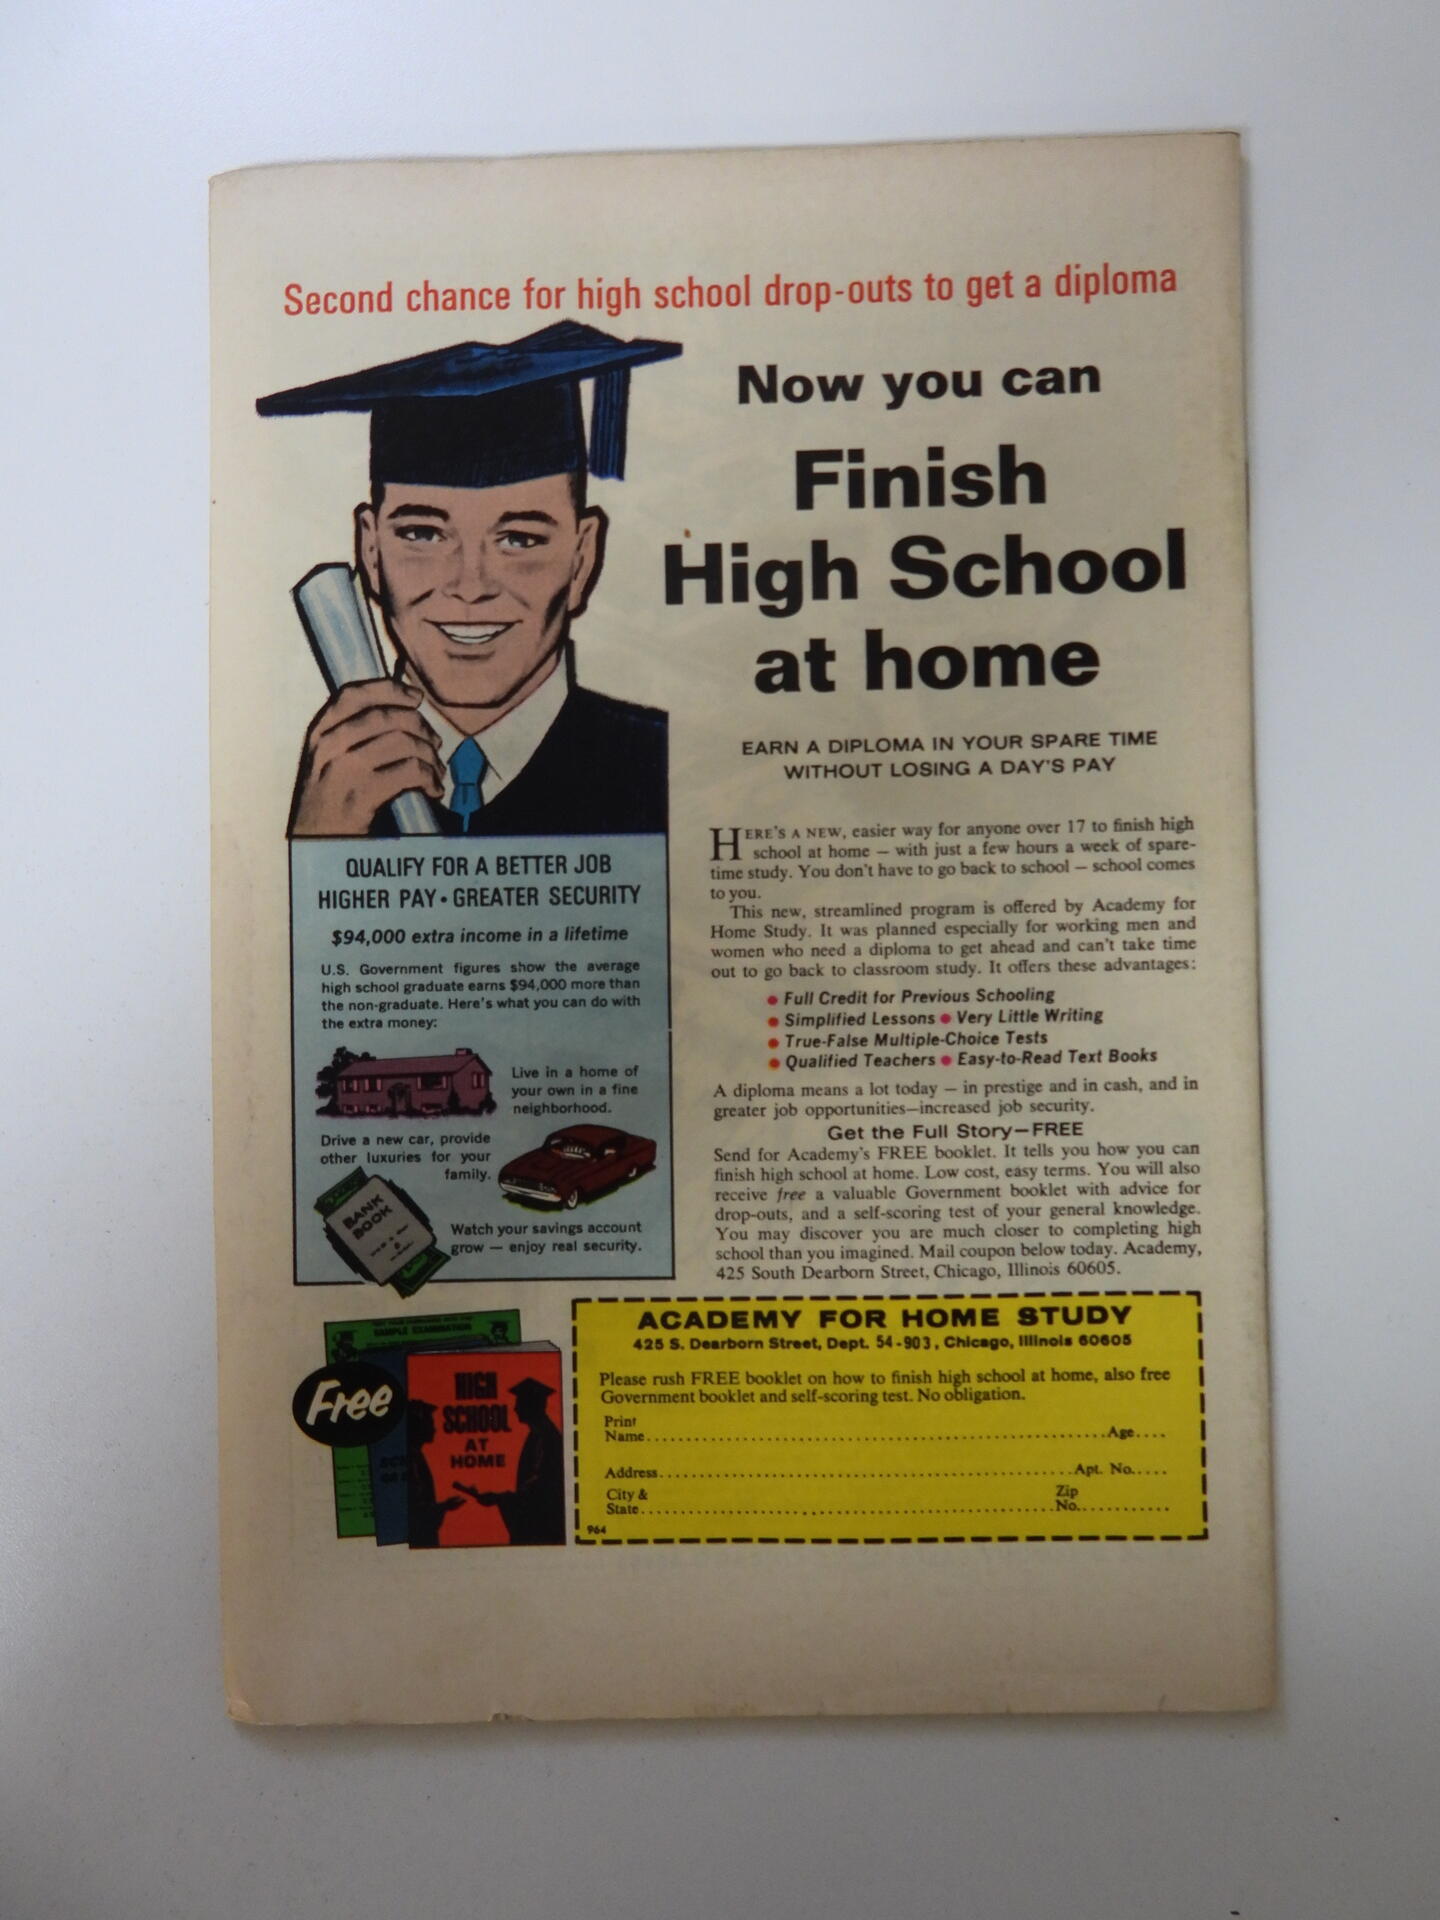 Second chance for high school drop-outs to get a diploma
Now you can
Finish
High School
at home
EARN A DIPLOMA IN YOUR SPARE TIME
WITHOUT LOSING A DAY'S PAY
HERE'S A NEW, easier way for anyone over 17 to finish high
school at home — with just a few hours a week of spare-
time study. You don't have to go back to school — school comes
to you.
This new, streamlined program is offered by Academy for
Home Study. It was planned especially for working men and
women who need a diploma to get ahead and can't take time
out to go back to classroom study. It offers these advantages:
• Full Credit for Previous Schooling
• Simplified Lessons • Very Little Writing
• True-False Multiple-Choice Tests
• Qualified Teachers • Easy-to-Read Text Books
A diploma means a lot today — in prestige and in cash, and in
greater job opportunities—increased job security.
Get the Full Story—FREE
Send for Academy's FREE booklet. It tells you how you can
finish high school at home. Low cost, easy terms. You will also
receive free a valuable Government booklet with advice for
drop-outs, and a self-scoring test of your general knowledge.
You may discover you are much closer to completing high
school than you imagined. Mail coupon below today. Academy,
425 South Dearborn Street, Chicago, Illinois 60605.
QUALIFY FOR A BETTER JOB
HIGHER PAY • GREATER SECURITY
$94,000 extra income in a lifetime
U.S. Government figures show the average
high school graduate earns $94,000 more than
the non-graduate. Here's what you can do with
the extra money:
Live in a home of
your own in a fine
neighborhood.
Drive a new car, provide
other luxuries for your
family.
BANK
BOOK
Watch your savings account
grow — enjoy real security.
SAMPLE EXAMINATION
Free
HIGH
SCHOOL
AT
HOME
ACADEMY FOR HOME STUDY
425 S. Dearborn Street, Dept. 54-903, Chicago, Illinois 60605
Please rush FREE booklet on how to finish high school at home, also free
Government booklet and self-scoring test. No obligation.
Print
Name.....Age....
Address.....Apt. No.....
City & Zip
State.....No.....
964